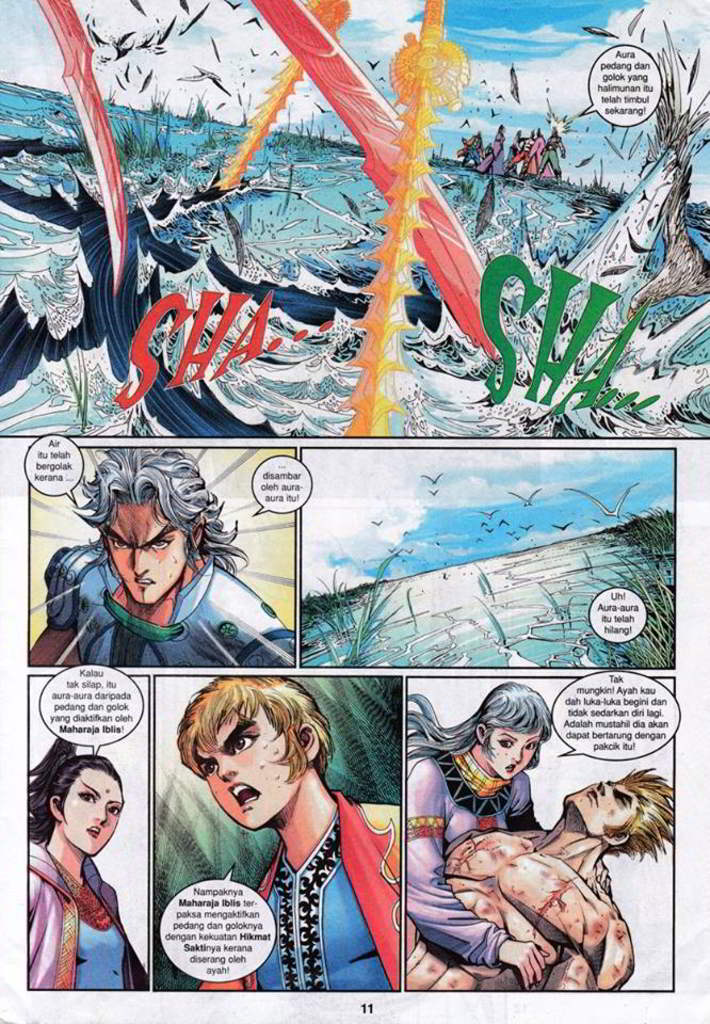 Aura
pedang dan
golok yang
halimunan itu
telah timbul
sekarang!
SHA...
SHA...
Air
itu telah
bergolak
kerana ...
...
disambar
oleh aura-
aura itu!
Uh!
Aura-aura
itu telah
hilang!
Kalau
tak silap, itu
aura-aura daripada
pedang dan golok
yang diaktifkan oleh
Maharaja Iblis!
Nampaknya
Maharaja Iblis ter-
paksa mengaktifkan
pedang dan goloknya
dengan kekuatan Hikmat
Saktinya kerana
diserang oleh
ayah!
Tak
mungkin! Ayah kau
dah luka-luka begini dan
tidak sedarkan diri lagi.
Adalah mustahil dia akan
dapat bertarung dengan
pakcik itu!
11